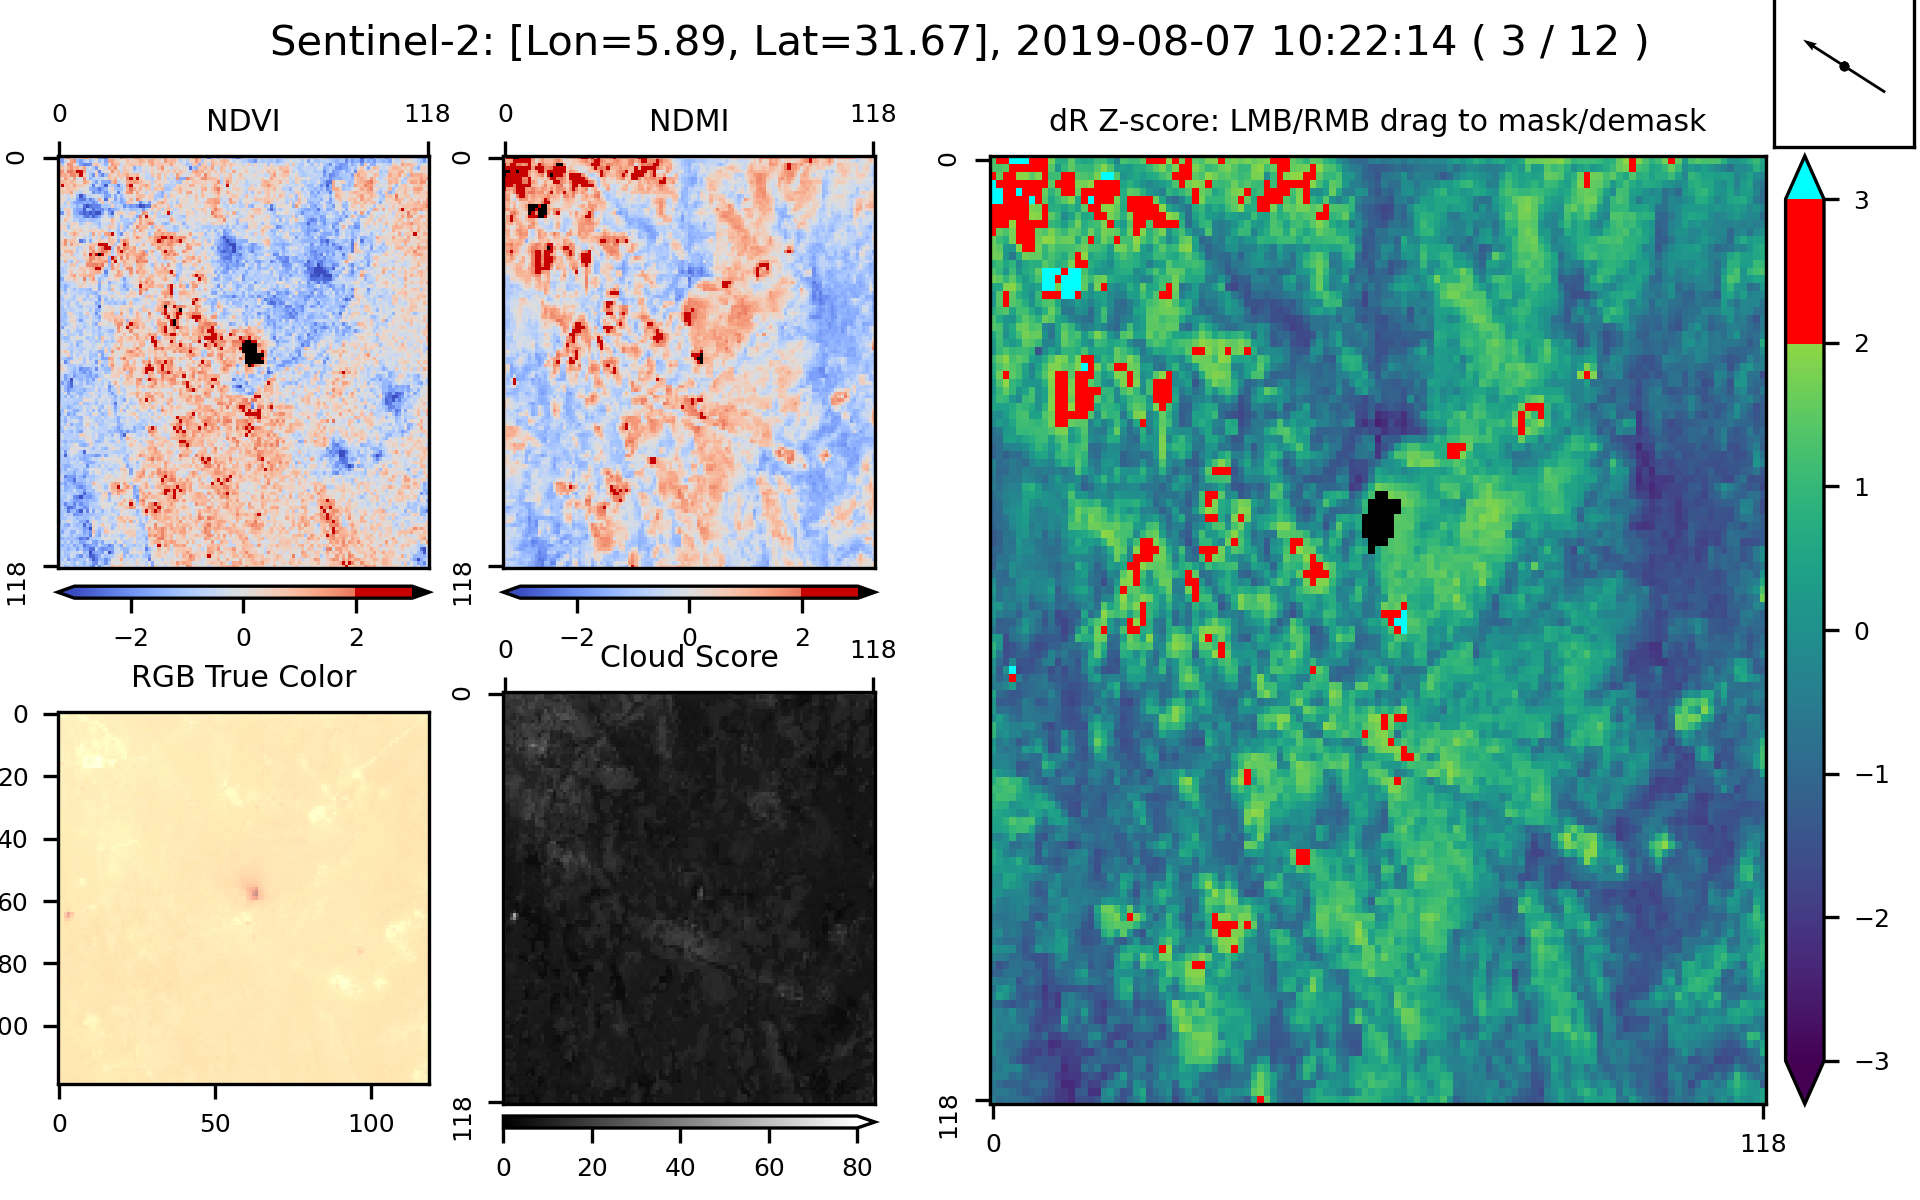 Sentinel-2: [Lon=5.89, Lat=31.67], 2019-08-07 10:22:14 ( 3 / 12 )
0 118 0 118
NDVI NDMI dR Z-score: LMB/RMB drag to mask/demask
0 0 0
118 118
−2 0 2
−2 0 2
3
2
1
0
−1
−2
−3
RGB True Color
0 118
Cloud Score
0
20
40
60
80
00
0 50 100
0
118
0 20 40 60 80
118
0 118